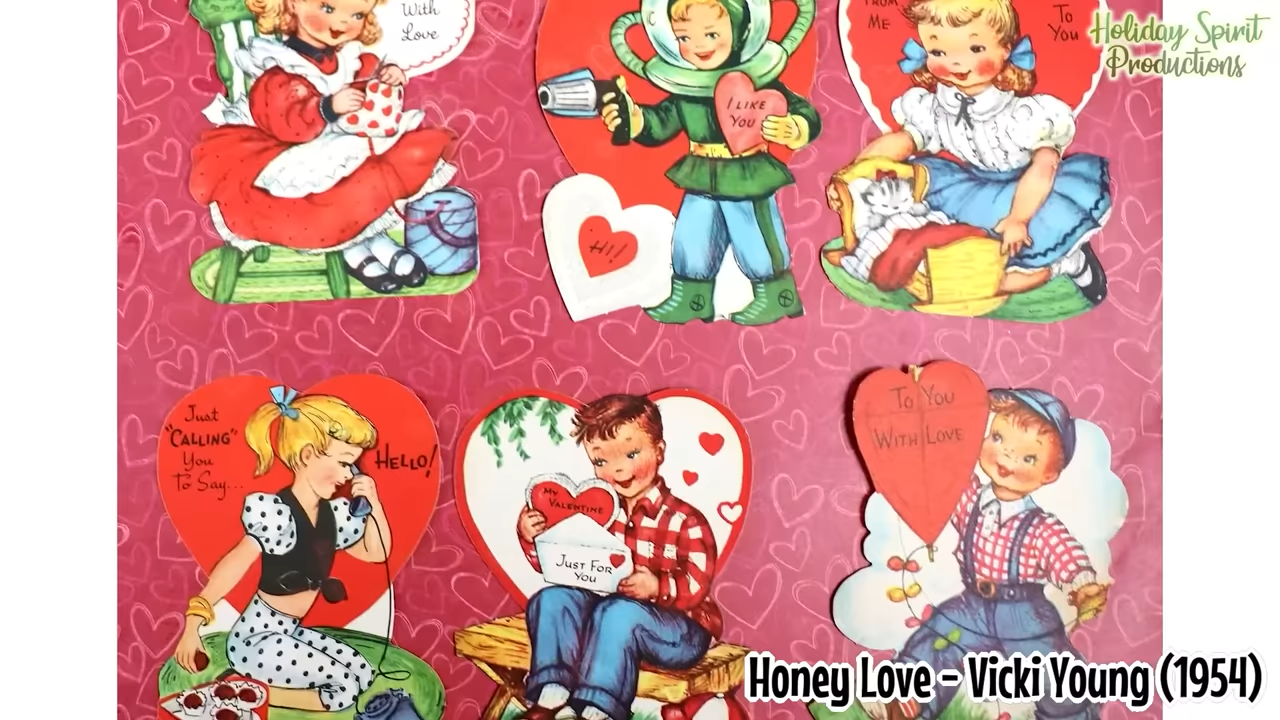 With
Love
I LIKE
YOU
HI!
FROM
ME
To
You
Holiday Spirit
Productions
Just
"CALLING"
You
To Say...
HELLO!
MY
VALENTINE
JUST FOR
YOU
To You
With Love
Honey Love - Vicki Young (1954)